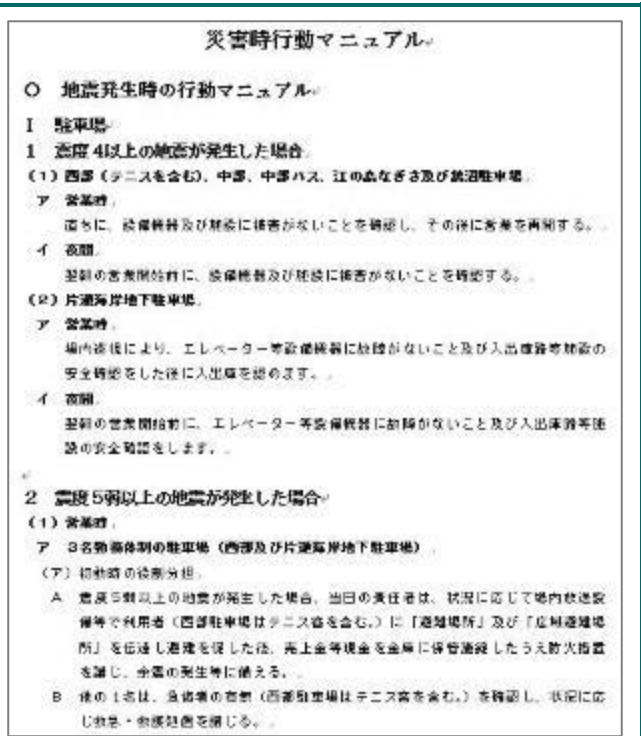 災害時行動マニュアル
○ 地震発生時の行動マニュアル
Ⅰ 駐車場
1 震度4以上の地震が発生した場合
(1)西部(テニスを含む)、中部、中部バス、江の島なぎさ及び鵠沼駐車場
ア 営業時
直ちに、設備機器及び施設に被害がないことを確認し、その後に営業を再開する。
イ 夜間
翌朝の営業開始前に、設備機器及び施設に被害がないことを確認する。
(2)片瀬海岸地下駐車場
ア 営業時
場内巡視により、エレベーター等設備機器に故障がないこと及び入出庫路等施設の
安全確認をした後に入出庫を認めます。
イ 夜間
翌朝の営業開始前に、エレベーター等設備機器に故障がないこと及び入出庫路等施
設の安全確認をします。
2 震度5弱以上の地震が発生した場合
(1)営業時
ア 3名勤務体制の駐車場(西部及び片瀬海岸地下駐車場)
(ア)初動時の役割分担
A 震度5弱以上の地震が発生した場合、当日の責任者は、状況に応じて場内放送設
備等で利用者(西部駐車場はテニス客を含む。)に「避難場所」及び「広域避難場
所」を伝達し避難を促した後、売上金等現金を金庫に保管施錠したうえ防火措置
を講じ、余震の発生等に備える。
B 他の1名は、負傷者の有無(西部駐車場はテニス客を含む。)を確認し、状況に応
じ救急・救護処置を講じる。